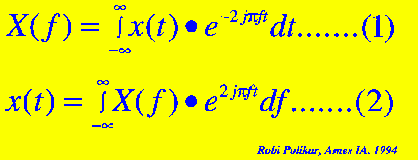 X(f) = ∫_{-∞}^{∞} x(t) • e^{-2jπft} dt.......(1)
x(t) = ∫_{-∞}^{∞} X(f) • e^{2jπft} df.......(2)
Robi Polikar, Ames IA, 1994